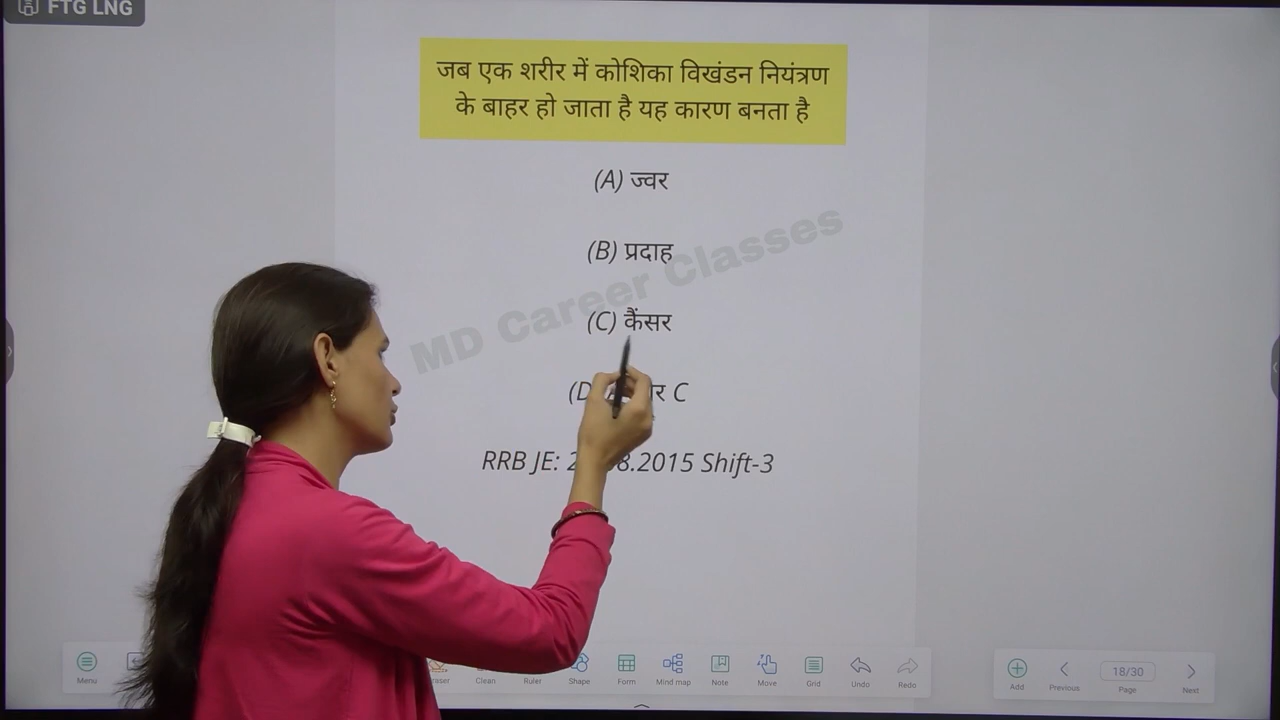 FTG LNG
जब एक शरीर में कोशिका विखंडन नियंत्रण
के बाहर हो जाता है यह कारण बनता है
(A) ज्वर
(B) प्रदाह
MD Career Classes
(C) कैंसर
(D र C
RRB JE: 2 8.2015 Shift-3
Menu Clean Ruler Shape Form Mind map Note Move Grid Undo Redo Add Previous 18/30 Page Next